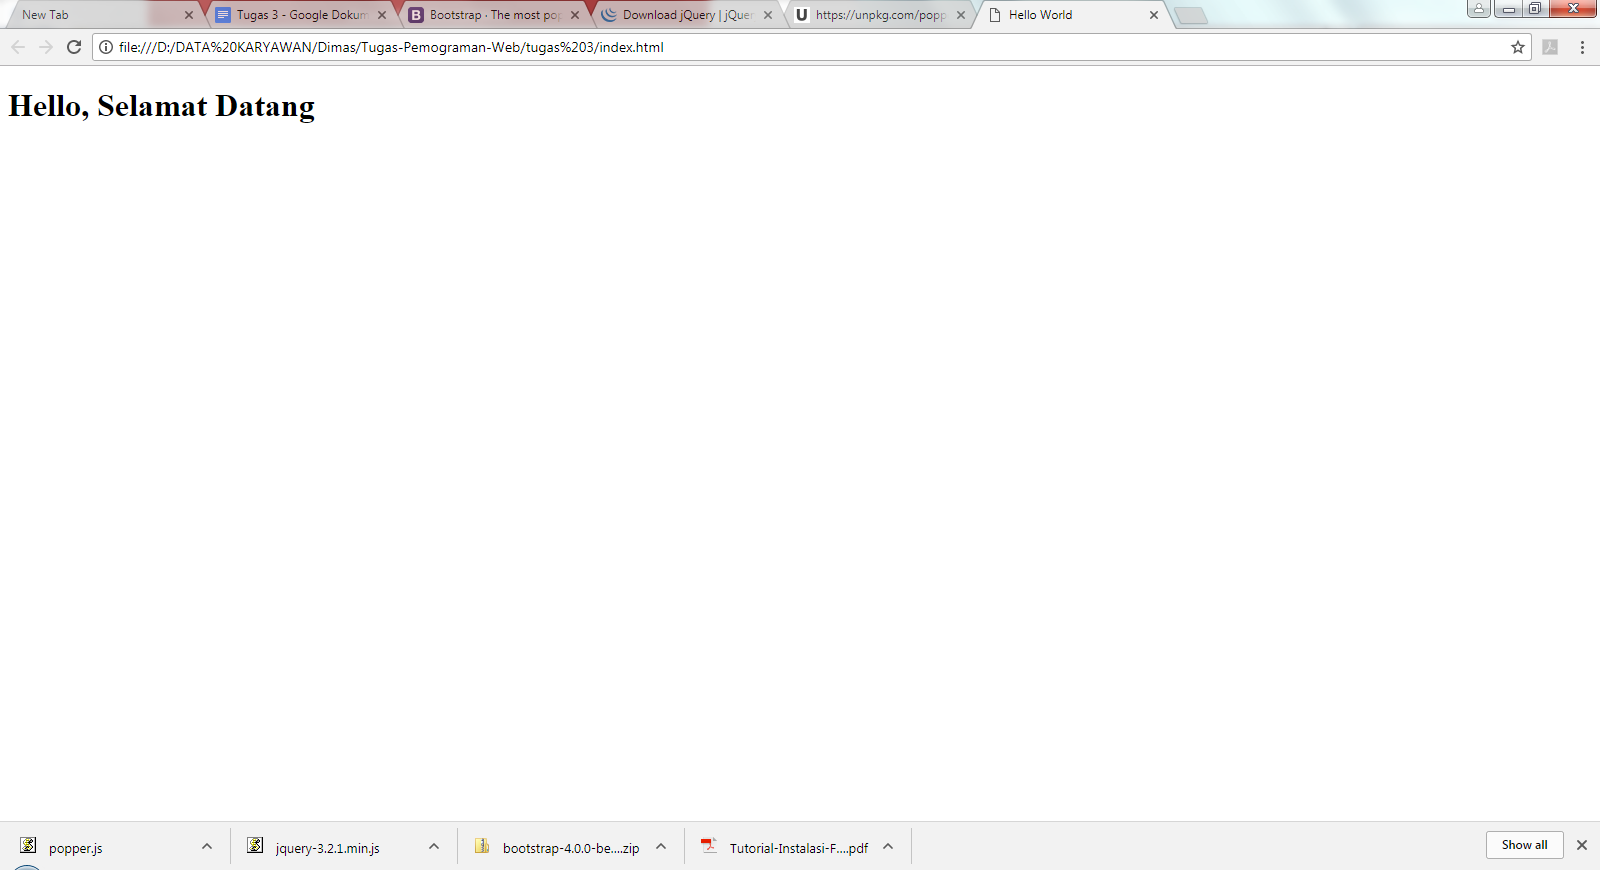 New Tab
Tugas 3 - Google Dokum
Bootstrap · The most pop
Download jQuery | jQuer
https://unpkg.com/popp
Hello World
file:///D:/DATA%20KARYAWAN/Dimas/Tugas-Pemograman-Web/tugas%203/index.html
Hello, Selamat Datang
popper.js
jquery-3.2.1.min.js
bootstrap-4.0.0-be....zip
Tutorial-Instalasi-F....pdf
Show all